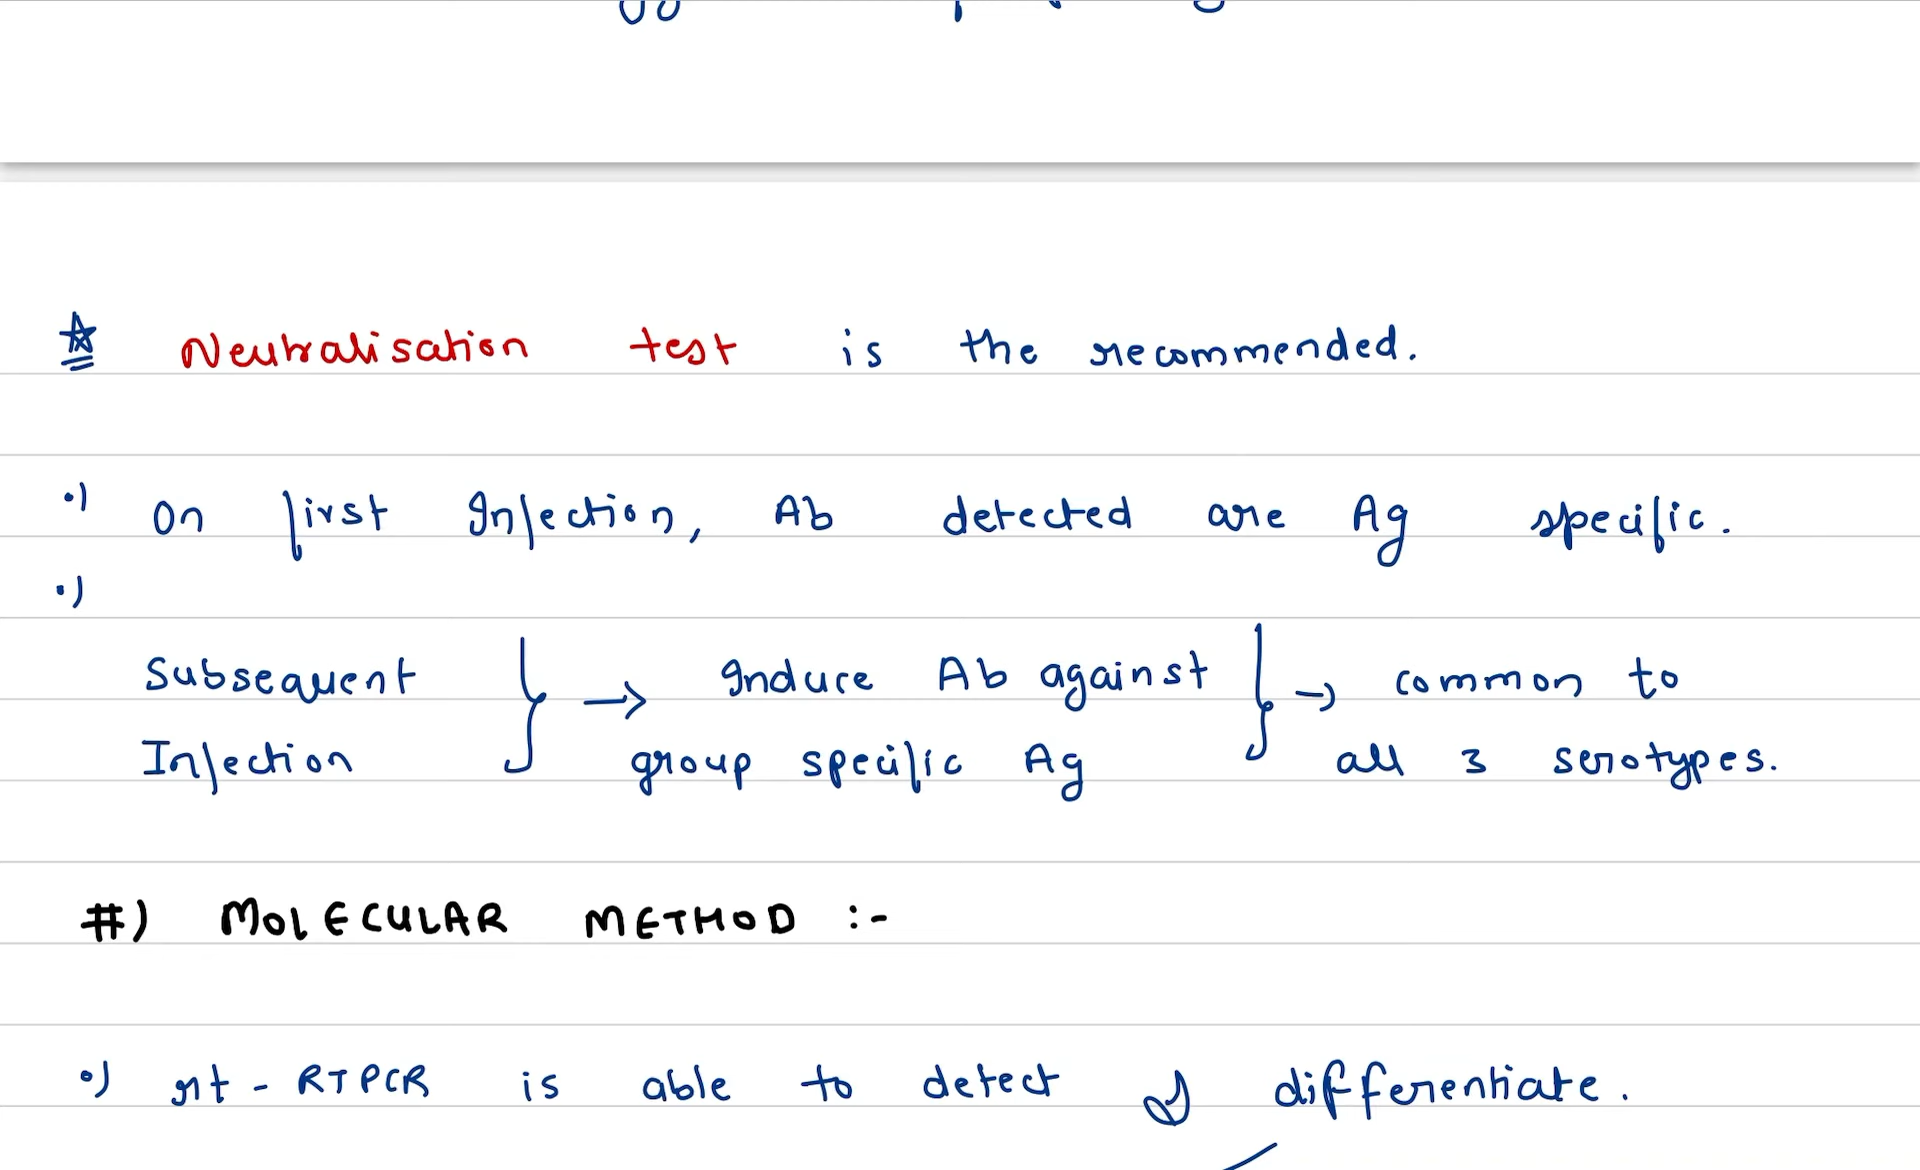 ☆ Neutralisation test is the recommended.
•) On first Infection, Ab detected are Ag specific.
•)
Subsequent Infection } → Induce Ab against group specific Ag } → common to all 3 serotypes.
#) MOLECULAR METHOD :-
•) rt - RTPCR is able to detect & differentiate.